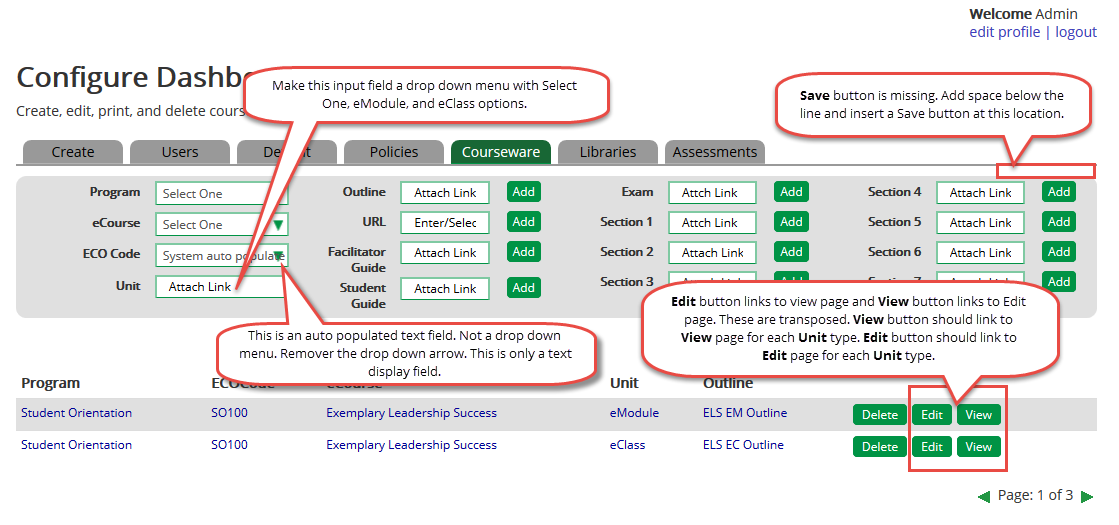 Welcome Admin
edit profile | logout
Configure Dashbo
Create, edit, print, and delete cours
Make this input field a drop down menu with Select
One, eModule, and eClass options.
Save button is missing. Add space below the
line and insert a Save button at this location.
Create Users De t Policies Courseware Libraries Assessments
Program Select One Outline Attach Link Add Exam Attch Link Add Section 4 Attach Link Add
eCourse Select One URL Enter/Selec Add Section 1 Attch Link Add Section 5 Attach Link Add
ECO Code System auto populate Facilitator Guide Attach Link Add Section 2 Attach Link Add Section 6 Attach Link Add
Unit Attach Link Student Guide Attach Link Add Section 3
Edit button links to view page and View button links to Edit
page. These are transposed. View button should link to
View page for each Unit type. Edit button should link to
Edit page for each Unit type.
This is an auto populated text field. Not a drop down
menu. Remover the drop down arrow. This is only a text
display field.
Program ECOCode eCourse Unit Outline
Student Orientation SO100 Exemplary Leadership Success eModule ELS EM Outline Delete Edit View
Student Orientation SO100 Exemplary Leadership Success eClass ELS EC Outline Delete Edit View
Page: 1 of 3